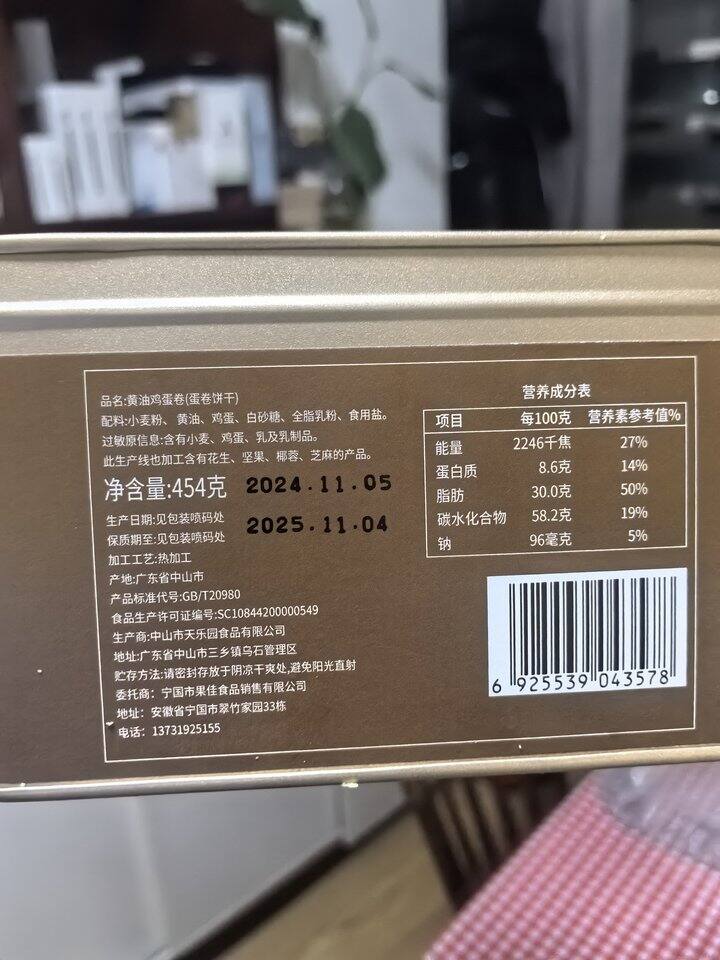 品名:黄油鸡蛋卷(蛋卷饼干)
配料:小麦粉、黄油、鸡蛋、白砂糖、全脂乳粉、食用盐。
过敏原信息:含有小麦、鸡蛋、乳及乳制品。
此生产线也加工含有花生、坚果、椰蓉、芝麻的产品。
净含量:454克 2024.11.05
生产日期:见包装喷码处
保质期至:见包装喷码处 2025.11.04
加工工艺:热加工
产地:广东省中山市
产品标准代号:GB/T20980
食品生产许可证编号:SC10844200000549
生产商:中山市天乐园食品有限公司
地址:广东省中山市三乡镇乌石管理区
贮存方法:请密封存放于阴凉干爽处,避免阳光直射
委托商：宁国市果佳食品销售有限公司
地址：安徽省宁国市翠竹家园33栋
电话：13731925155
营养成分表
项目 每100克 营养素参考值%
能量 2246千焦 27%
蛋白质 8.6克 14%
脂肪 30.0克 50%
碳水化合物 58.2克 19%
钠 96毫克 5%
6 925539 043578